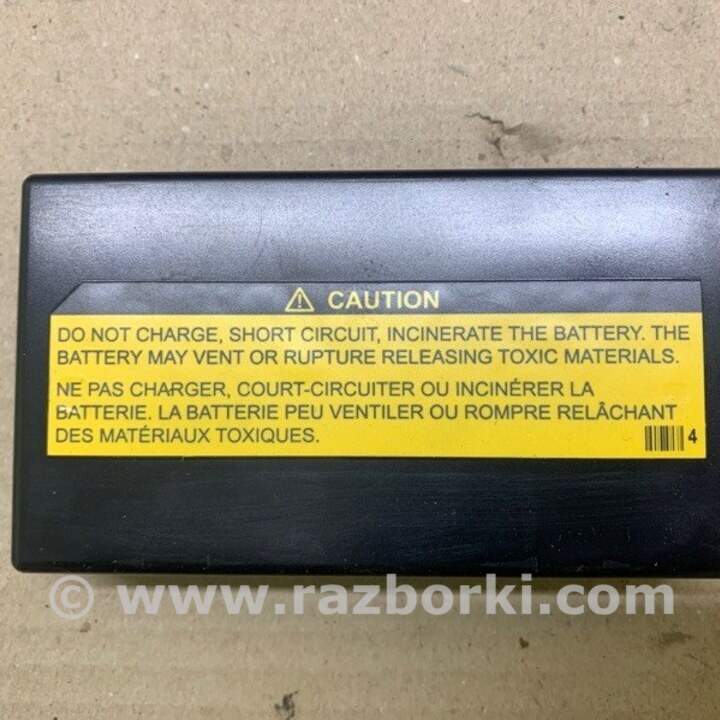 CAUTION
DO NOT CHARGE, SHORT CIRCUIT, INCINERATE THE BATTERY. THE
BATTERY MAY VENT OR RUPTURE RELEASING TOXIC MATERIALS.
NE PAS CHARGER, COURT-CIRCUITER OU INCINÉRER LA
BATTERIE. LA BATTERIE PEU VENTILER OU ROMPRE RELÂCHANT
DES MATÉRIAUX TOXIQUES.
4
© www.razborki.com